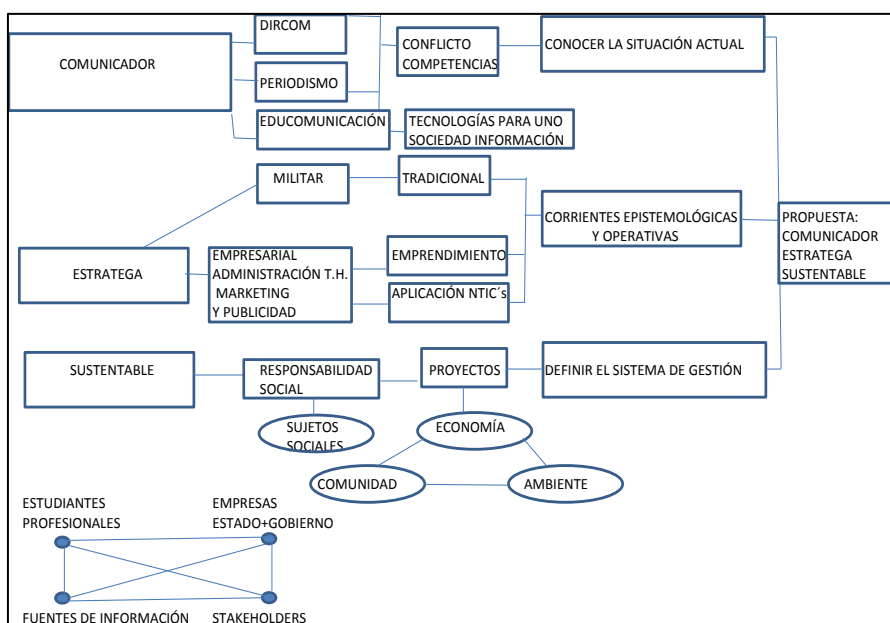 DIRCOM
COMUNICADOR
PERIODISMO
EDUCOMUNICACIÓN
CONFLICTO
COMPETENCIAS
TECNOLOGÍAS PARA UNO
SOCIEDAD INFORMACIÓN
CONOCER LA SITUACIÓN ACTUAL
MILITAR
TRADICIONAL
ESTRATEGA
EMPRESARIAL
ADMINISTRACIÓN T.H.
MARKETING
Y PUBLICIDAD
EMPRENDIMIENTO
APLICACIÓN NTIC´s
CORRIENTES EPISTEMOLÓGICAS
Y OPERATIVAS
PROPUESTA:
COMUNICADOR
ESTRATEGA
SUSTENTABLE
SUSTENTABLE
RESPONSABILIDAD
SOCIAL
PROYECTOS
DEFINIR EL SISTEMA DE GESTIÓN
SUJETOS
SOCIALES
ECONOMÍA
COMUNIDAD
AMBIENTE
ESTUDIANTES
PROFESIONALES
EMPRESAS
ESTADO+GOBIERNO
FUENTES DE INFORMACIÓN
STAKEHOLDERS